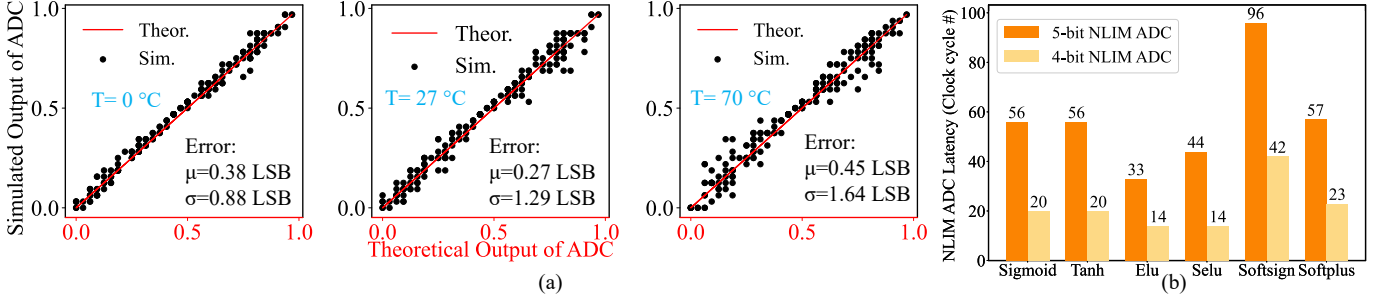 Simulated Output of ADC
1.0
0.5
0.0
Theor.
Sim.
T= 0 °C
Error:
μ=0.38 LSB
σ=0.88 LSB
0.0
0.5
1.0
1.0
0.5
0.0
Theor.
Sim.
T= 27 °C
Error:
μ=0.27 LSB
σ=1.29 LSB
0.0
0.5
1.0
1.0
0.5
0.0
Theor.
Sim.
T= 70 °C
Error:
μ=0.45 LSB
σ=1.64 LSB
0.0
0.5
1.0
Theoretical Output of ADC
(a)
NLIM ADC Latency (Clock cycle #)
100
80
60
40
20
0
5-bit NLIM ADC
4-bit NLIM ADC
56
20
56
20
33
14
44
14
96
42
57
23
Sigmoid
Tanh
Elu
Selu
Softsign
Softplus
(b)